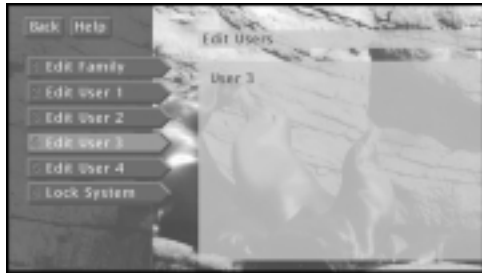 Back Help
Edit Users
Edit Family
User 3
Edit User 1
Edit User 2
Edit User 3
Edit User 4
Lock System